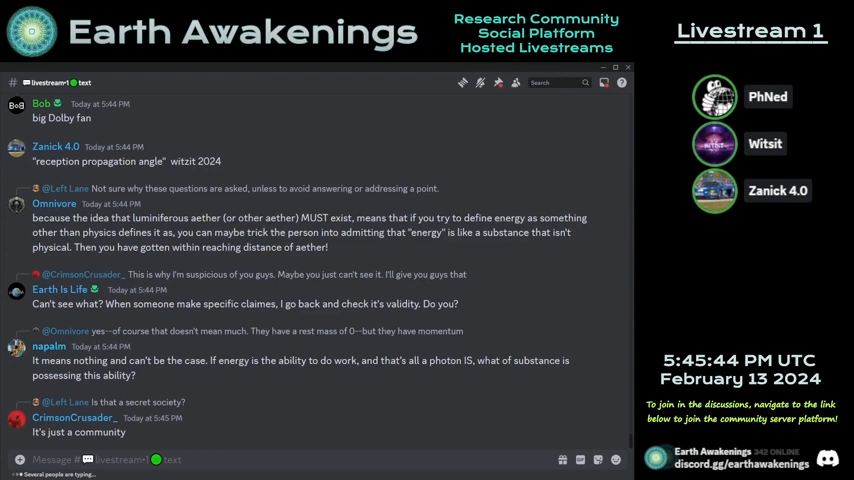 Earth Awakenings
Research Community
Social Platform
Hosted Livestreams
Livestream 1
# livestream•1 text
Search
Bob Today at 5:44 PM
big Dolby fan
Zanick 4.0 Today at 5:44 PM
"reception propagation angle" witzit 2024
@Left Lane Not sure why these questions are asked, unless to avoid answering or addressing a point.
Omnivore Today at 5:44 PM
because the idea that luminiferous aether (or other aether) MUST exist, means that if you try to define energy as something
other than physics defines it as, you can maybe trick the person into admitting that "energy" is like a substance that isn't
physical. Then you have gotten within reaching distance of aether!
@CrimsonCrusader_ This is why I'm suspicious of you guys. Maybe you just can't see it. I'll give you guys that
Earth Is Life Today at 5:44 PM
Can't see what? When someone make specific claimes, I go back and check it's validity. Do you?
@Omnivore yes--of course that doesn't mean much. They have a rest mass of 0--but they have momentum
napalm Today at 5:44 PM
It means nothing and can't be the case. If energy is the ability to do work, and that's all a photon IS, what of substance is
possessing this ability?
@Left Lane Is that a secret society?
CrimsonCrusader_ Today at 5:45 PM
It's just a community
Message # livestream•1 text
Several people are typing...
PhNed
Witsit
Zanick 4.0
5:45:44 PM UTC
February 13 2024
To join in the discussions, navigate to the link
below to join the community server platform!
Earth Awakenings 342 ONLINE
discord.gg/earthawakenings